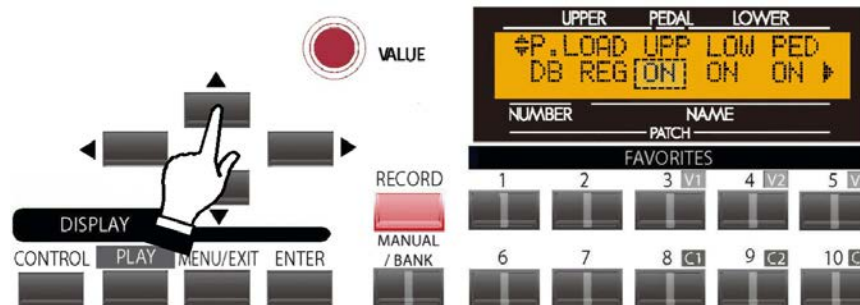 UPPER PEDAL LOWER
VALUE
P.LOAD UPP LOW PED
DB REG ON ON ON
NUMBER NAME
PATCH
FAVORITES
RECORD
1 2 3 V1 4 V2 5 V
DISPLAY
MANUAL
/ BANK
CONTROL PLAY MENU/EXIT ENTER
6 7 8 C1 9 C2 10 C